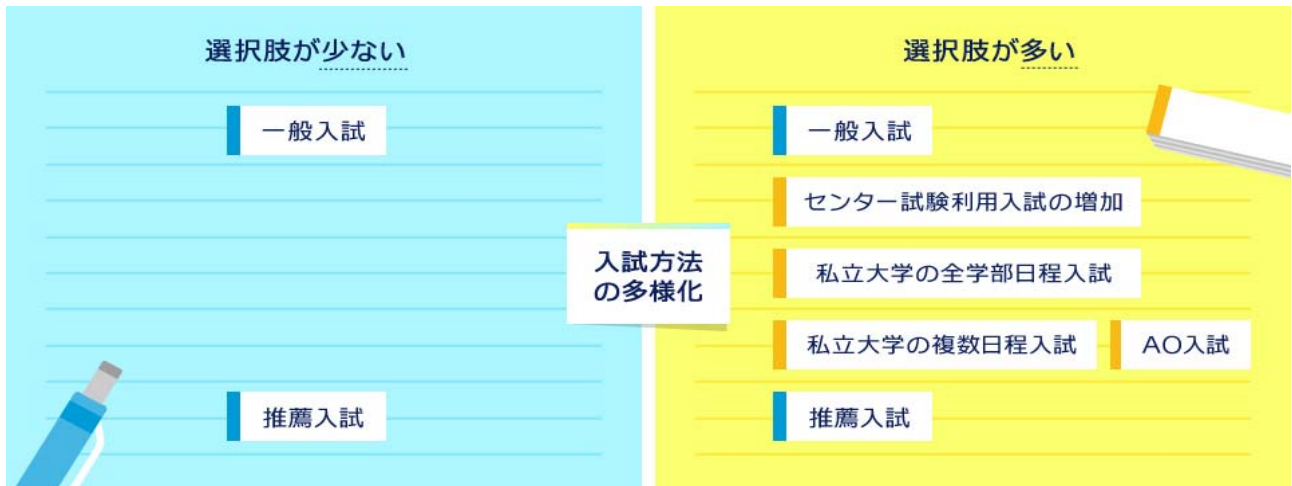 選択肢が少ない
一般入試
推薦入試
入試方法
の多様化
選択肢が多い
一般入試
センター試験利用入試の増加
私立大学の全学部日程入試
私立大学の複数日程入試
AO入試
推薦入試